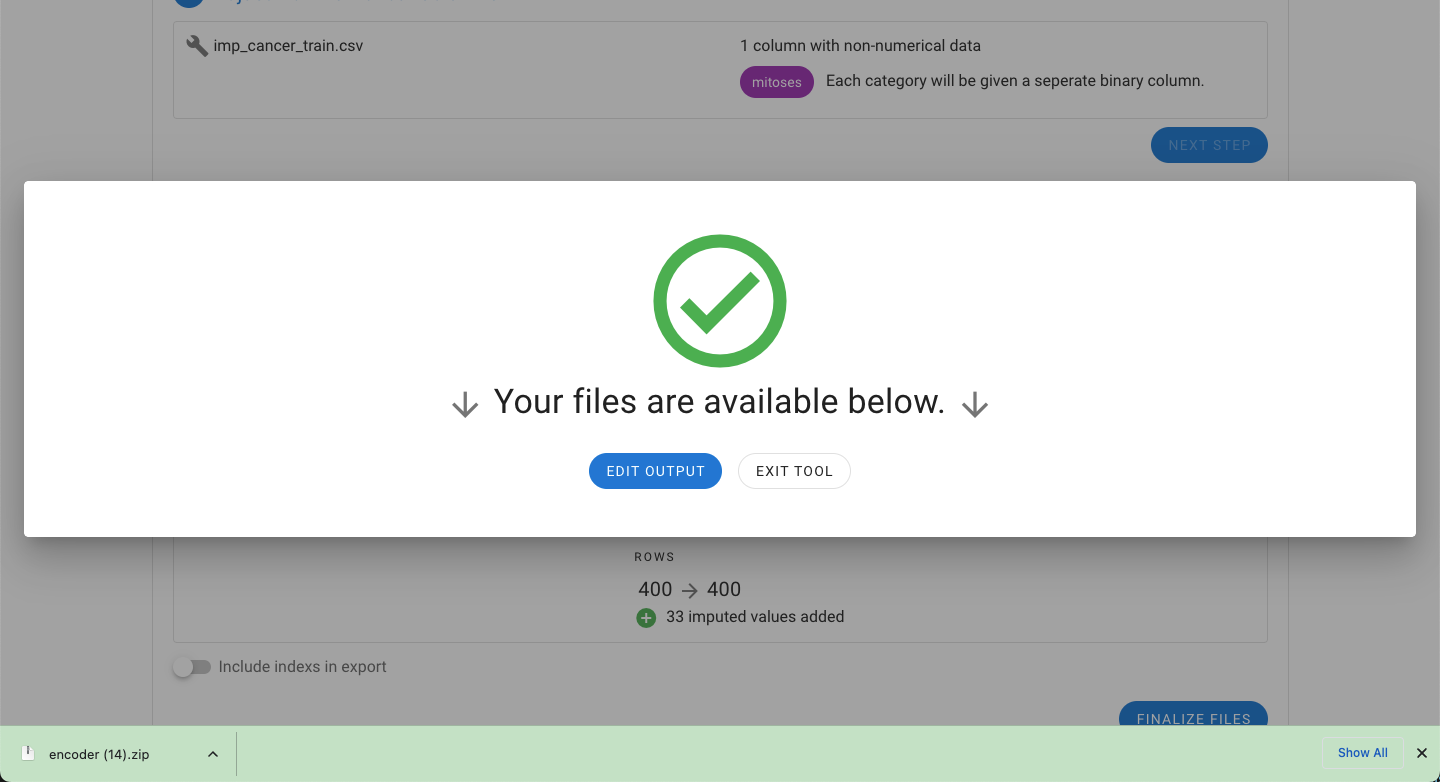 imp_cancer_train.csv
1 column with non-numerical data
mitoses Each category will be given a seperate binary column.
NEXT STEP
Your files are available below.
EDIT OUTPUT EXIT TOOL
ROWS
400 → 400
33 imputed values added
Include indexs in export
FINALIZE FILES
encoder (14).zip
Show All